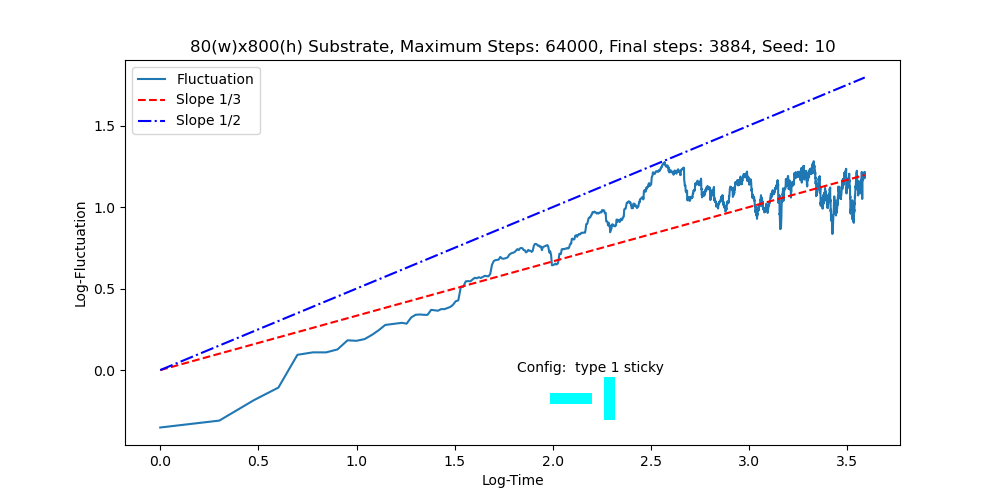 80(w)x800(h) Substrate, Maximum Steps: 64000, Final steps: 3884, Seed: 10
Fluctuation
Slope 1/3
Slope 1/2
Log-Fluctuation
1.5
1.0
0.5
0.0
Config:  type 1 sticky
0.0 0.5 1.0 1.5 2.0 2.5 3.0 3.5
Log-Time